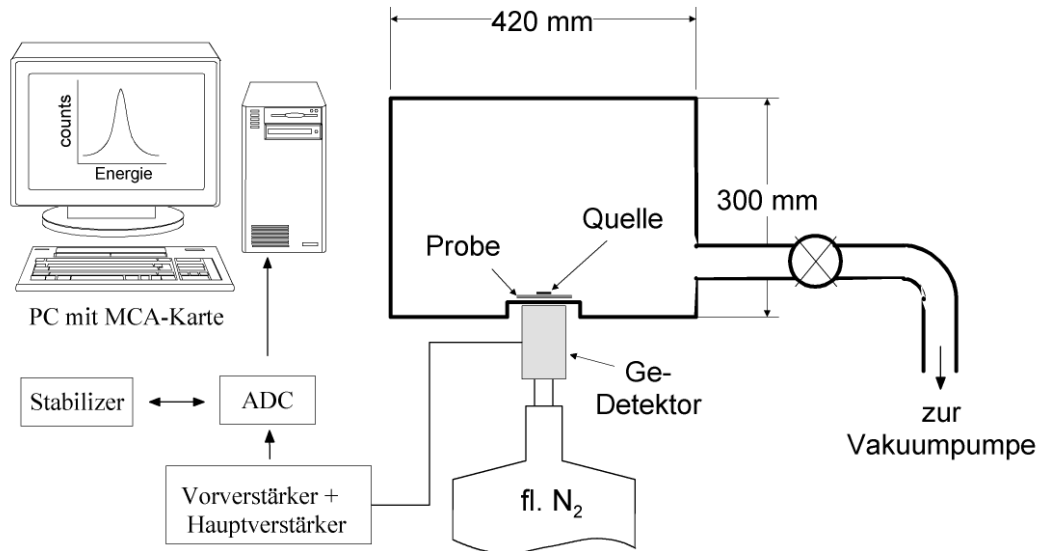 420 mm
counts
Energie
300 mm
Quelle
Probe
PC mit MCA-Karte
Ge-
Detektor
Stabilizer
ADC
zur
Vakuumpumpe
Vorverstärker +
Hauptverstärker
fl. N₂